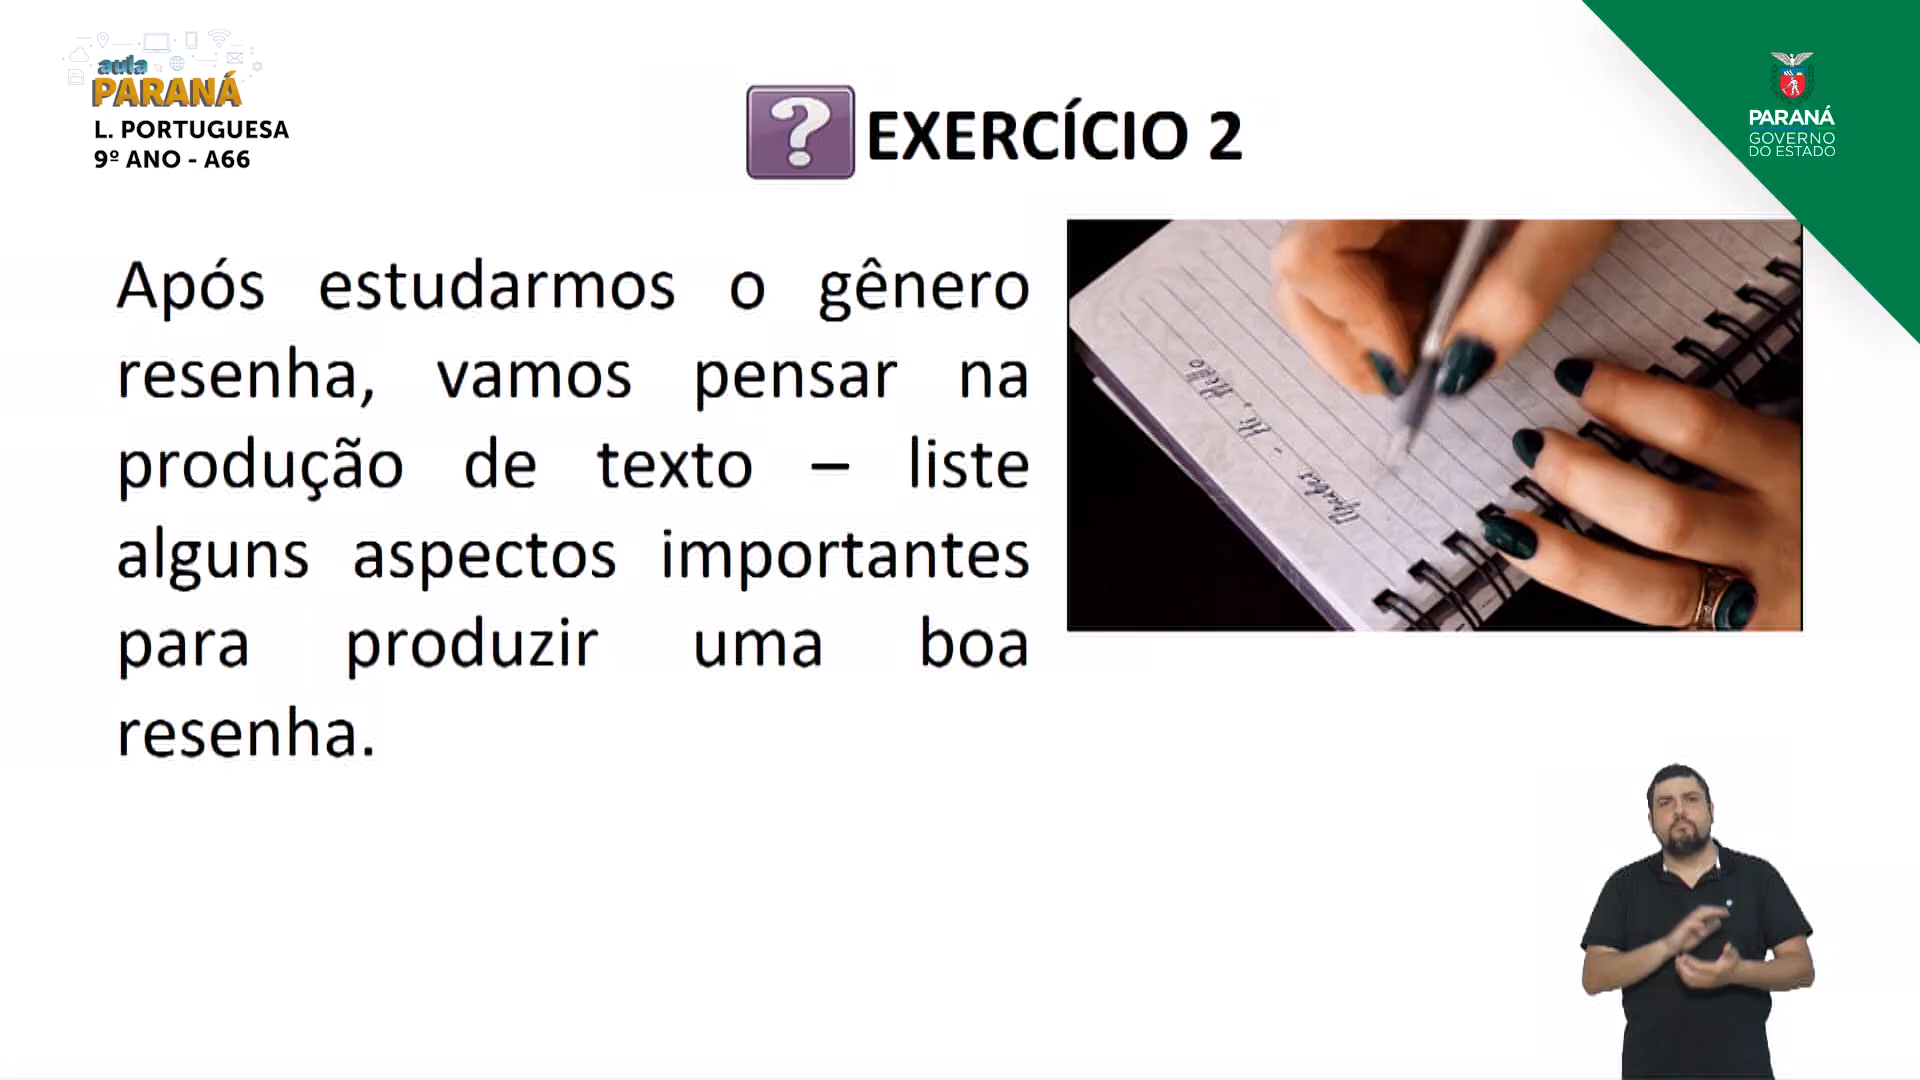 aula
PARANÁ
L. PORTUGUESA
9º ANO - A66
EXERCÍCIO 2
PARANÁ
GOVERNO
DO ESTADO
Após estudarmos o gênero
resenha, vamos pensar na
produção de texto – liste
alguns aspectos importantes
para produzir uma boa
resenha.